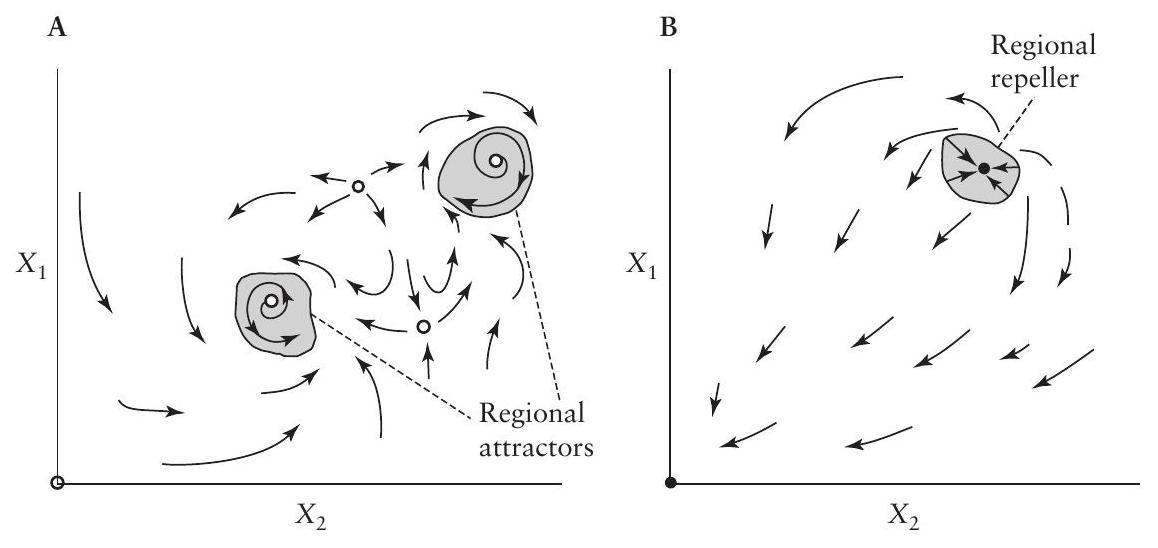 A
X1
Regional
attractors
X2
B
Regional
repeller
X1
X2